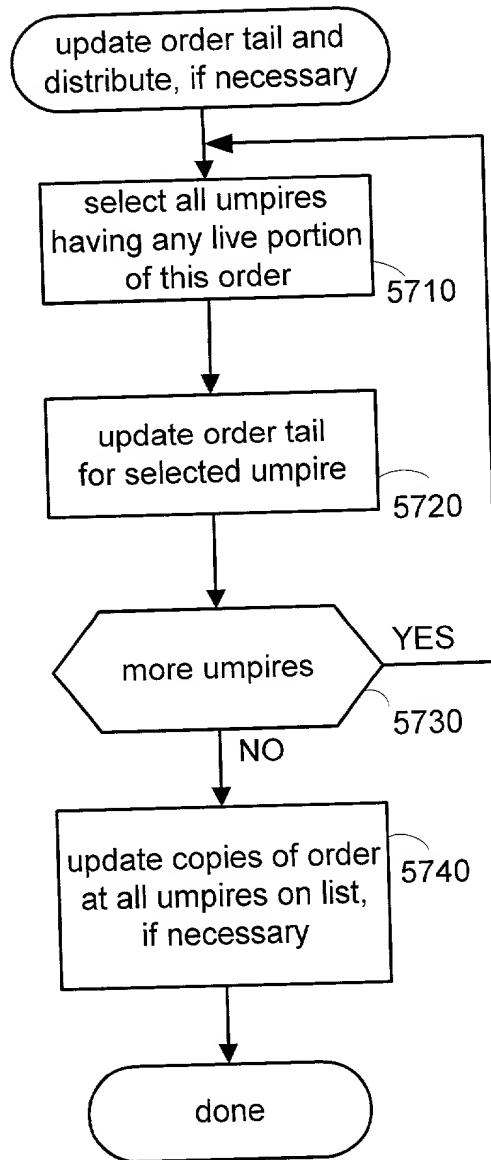 update order tail and
distribute, if necessary
select all umpires
having any live portion
of this order
5710
update order tail
for selected umpire
5720
more umpires
YES
5730
NO
update copies of order
at all umpires on list,
if necessary
5740
done